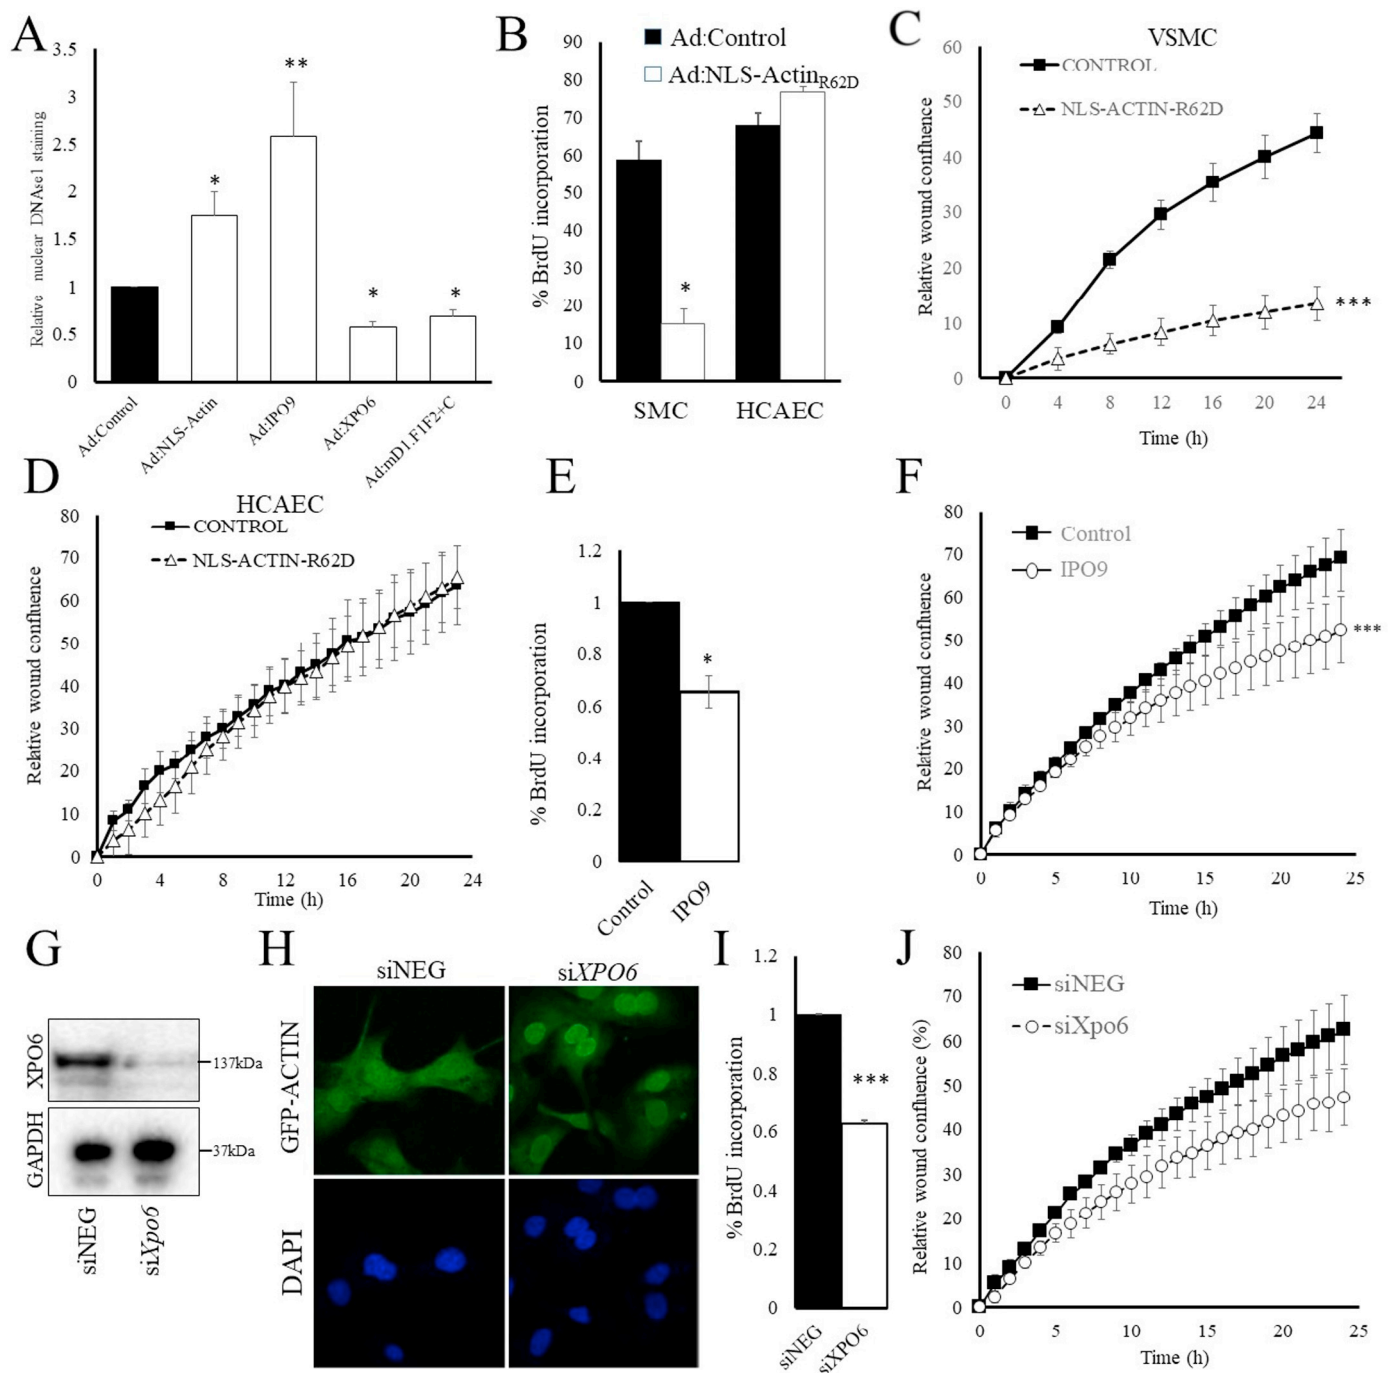 A
3.5
3
2.5
2
1.5
1
0.5
0
Relative nuclear DNAse1 staining
*
**
*
*
Ad:Control
Ad:NLS-Actin
Ad:IPO9
Ad:XPO6
Ad:mD1.F1F2+C
B
Ad:Control
Ad:NLS-ActinR62D
90
80
70
60
50
40
30
20
10
0
% BrdU incorporation
*
SMC HCAEC
C
VSMC
CONTROL
NLS-ACTIN-R62D
60
50
40
30
20
10
0
Relative wound confluence
***
0 4 8 12 16 20 24
Time (h)
D
HCAEC
CONTROL
NLS-ACTIN-R62D
80
70
60
50
40
30
20
10
0
Relative wound confluence
0 4 8 12 16 20 24
Time (h)
E
1.2
1
0.8
0.6
0.4
0.2
0
% BrdU incorporation
*
Control
IPO9
F
Control
IPO9
80
70
60
50
40
30
20
10
0
Relative wound confluence
***
0 5 10 15 20 25
Time (h)
G
XPO6
137kDa
GAPDH
37kDa
siNEG
siXpo6
H
siNEG siXPO6
GFP-ACTIN
DAPI
I
1.2
1
0.8
0.6
0.4
0.2
0
% BrdU incorporation
***
siNEG
siXPO6
J
siNEG
siXpo6
80
70
60
50
40
30
20
10
0
Relative wound confluence (%)
0 5 10 15 20 25
Time (h)